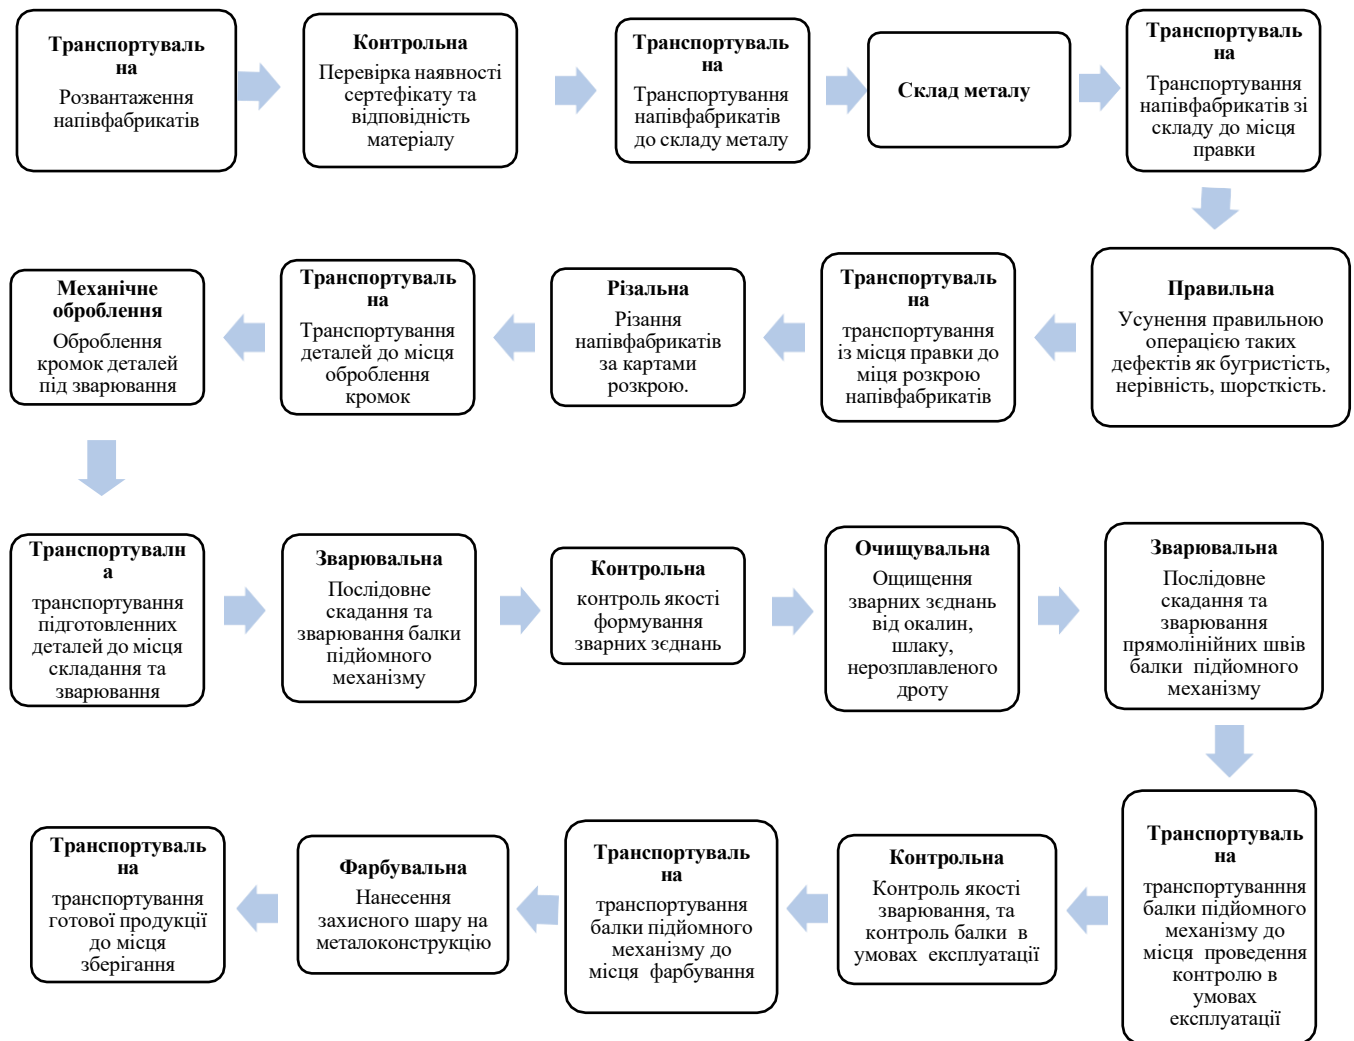 Транспортуваль
на
Розвантаження
напівфабрикатів
Контрольна
Перевірка наявності
сертефікату та
відповідність
матеріалу
Транспортуваль
на
Транспортування
напівфабрикатів
до складу металу
Склад металу
Транспортуваль
на
Транспортування
напівфабрикатів зі
складу до місця
правки
Правильна
Усунення правильною
операцією таких
дефектів як бугристість,
нерівність, шорсткість.
Транспортуваль
на
транспортування
із місця правки до
міця розкрою
напівфабрикатів
Різальна
Різання
напівфабрикатів
за картами
розкрою.
Транспортуваль
на
Транспортування
деталей до місця
оброблення
кромок
Механічне
оброблення
Оброблення
кромок деталей
під зварювання
Транспортувалн
а
транспортування
підготовленних
деталей до місця
складання та
зварювання
Зварювальна
Послідовне
скадання та
зварювання балки
підйомного
механізму
Контрольна
контроль якості
формування
зварних зєднань
Очищувальна
Ощищення
зварних зєднань
від окалин,
шлаку,
нерозплавленого
дроту
Зварювальна
Послідовне
скадання та
зварювання
прямолінійних швів
балки підйомного
механізму
Транспортуваль
на
транспортуванння
балки підйомного
механізму до
місця проведення
контролю в
умовах
експлуатації
Контрольна
Контроль якості
зварювання, та
контроль балки в
умовах експлуатації
Транспортуваль
на
транспортування
балки підйомного
механізму до
місця фарбування
Фарбувальна
Нанесення
захисного шару на
металоконструкцію
Транспортуваль
на
транспортування
готової продукції
до місця
зберігання